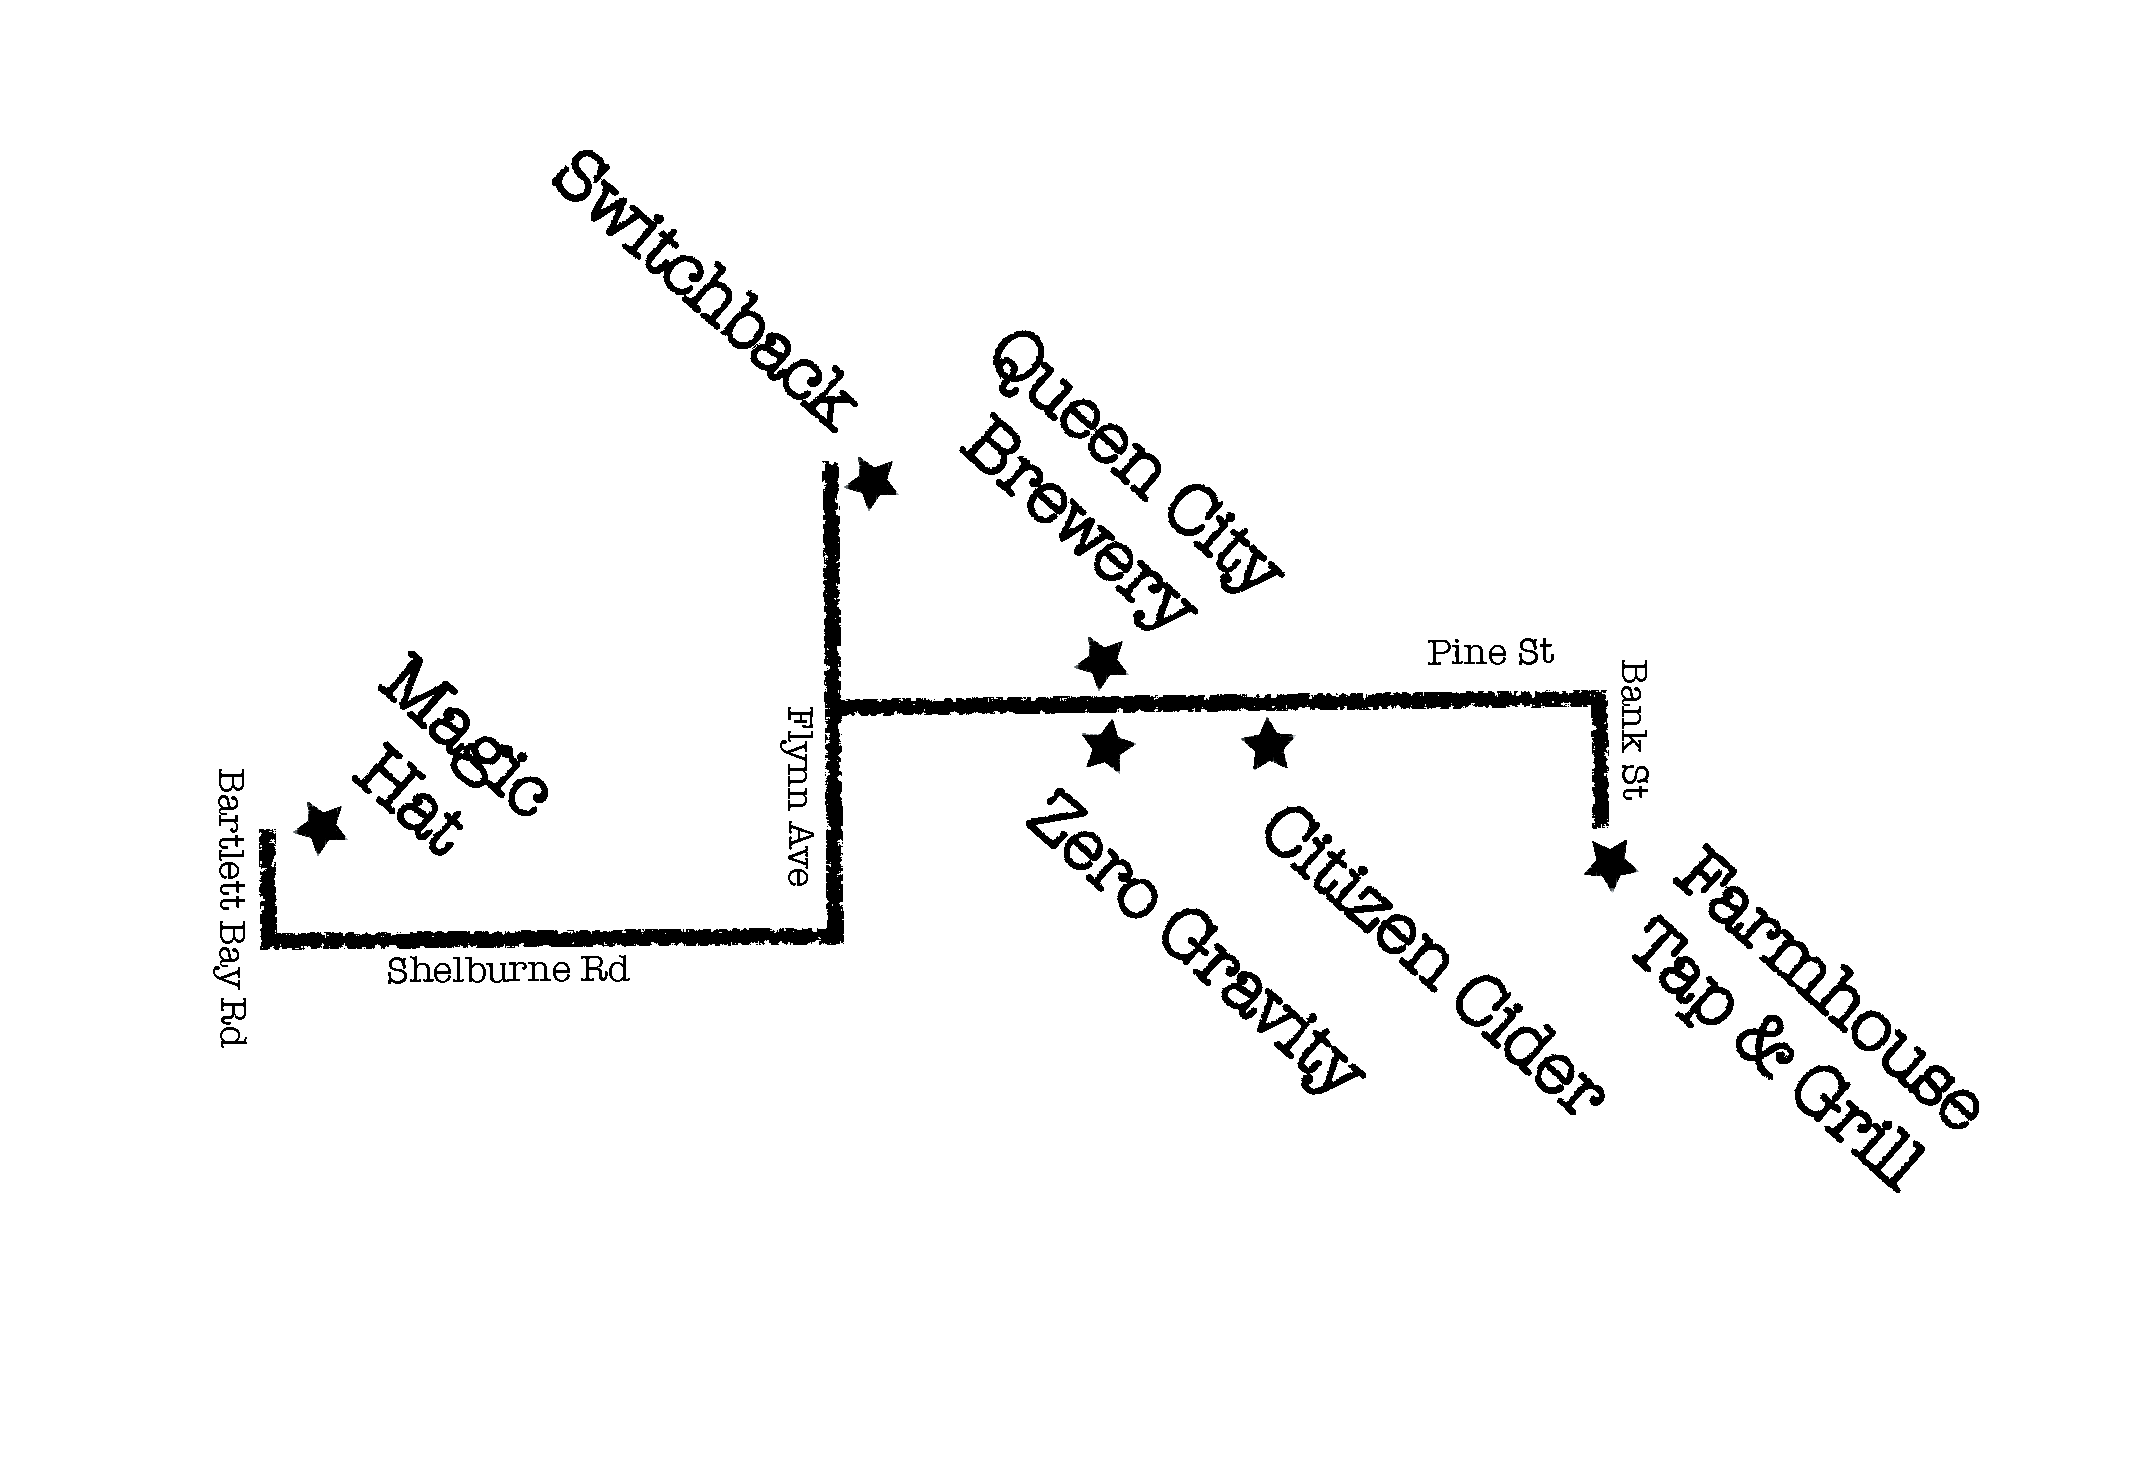 Switchback
Queen City
Brewery
Pine St
Bank St
Magic
Hat
Flynn Ave
Bartlett Bay Rd
Zero Gravity
Citizen Cider
Farmhouse
Tap & Grill
Shelburne Rd